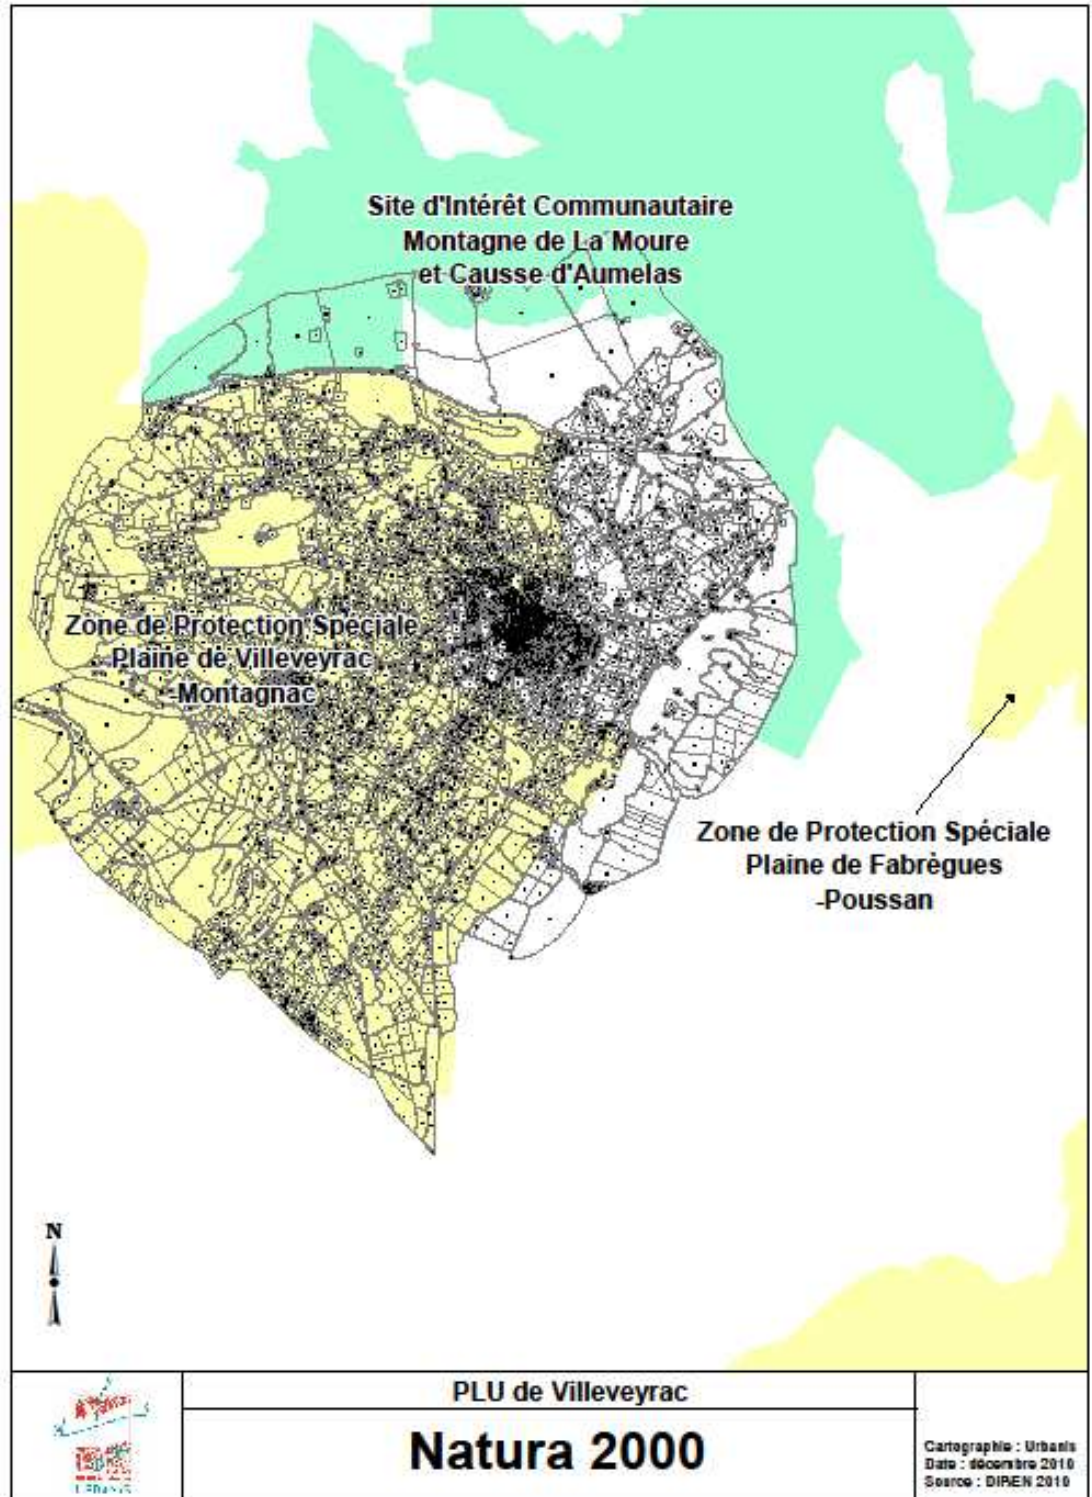 Site d'Intérêt Communautaire
Montagne de La Moure
et Causse d'Aumelas
Zone de Protection Spéciale
Plaine de Villeveyrac
-Montagnac
Zone de Protection Spéciale
Plaine de Fabrègues
-Poussan
N
PLU de Villeveyrac
Natura 2000
Cartographie : Urbanis
Date : décembre 2010
Source : DIREN 2010